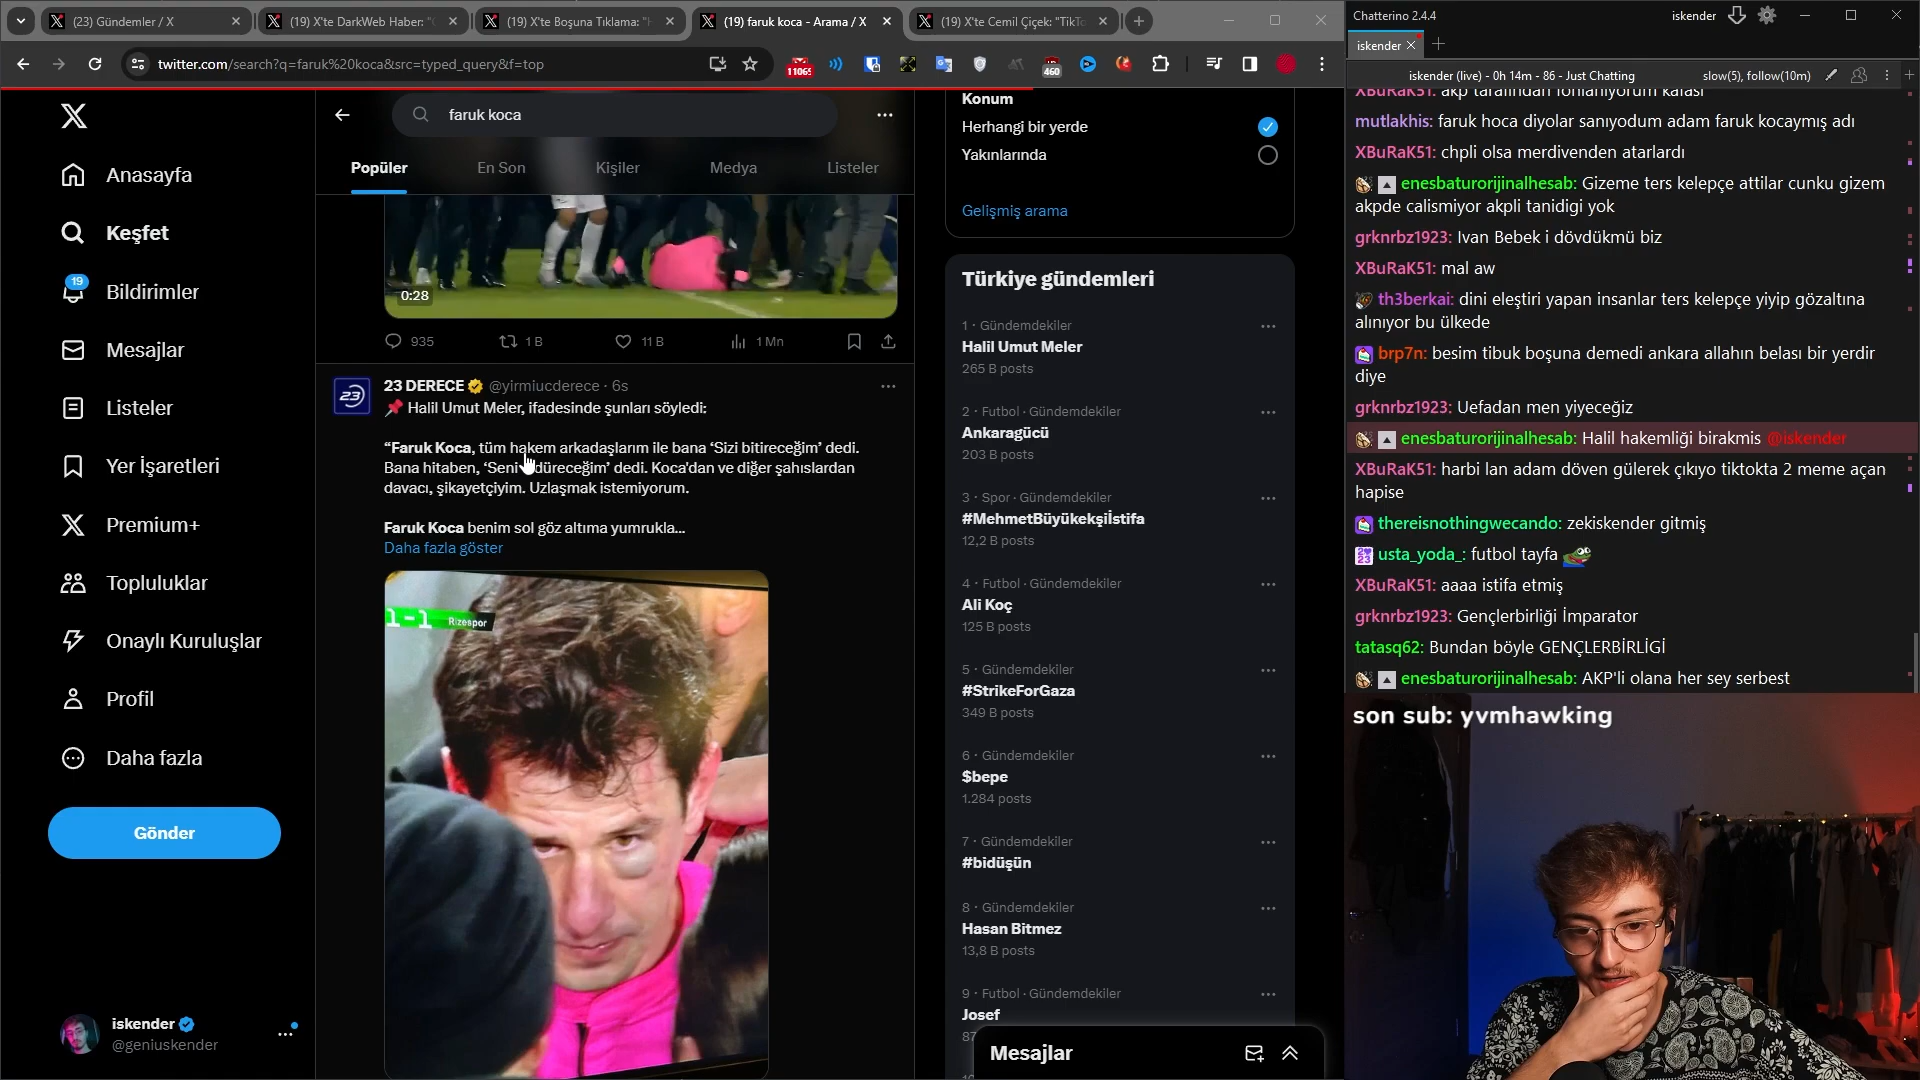 (23) Gündemler / X
(19) X'te DarkWeb Haber: "
(19) X'te Boşuna Tıklama: "
(19) faruk koca - Arama / X
(19) X'te Cemil Çiçek: "TikTo
twitter.com/search?q=faruk%20koca&src=typed_query&f=top
460
Anasayfa
Keşfet
19
Bildirimler
Mesajlar
Listeler
Yer İşaretleri
Premium+
Topluluklar
Onaylı Kuruluşlar
Profil
Daha fazla
Gönder
iskender
@geniuskender
faruk koca
Popüler
En Son
Kişiler
Medya
Listeler
0:28
935
1 B
11 B
1 Mn
23 DERECE @yirmiucderece · 6s
📌 Halil Umut Meler, ifadesinde şunları söyledi:
“Faruk Koca, tüm hakem arkadaşlarım ile bana ‘Sizi bitireceğim’ dedi.
Bana hitaben, ‘Seni düreceğim’ dedi. Koca'dan ve diğer şahıslardan
davacı, şikayetçiyim. Uzlaşmak istemiyorum.
Faruk Koca benim sol göz altıma yumrukla...
Daha fazla göster
1-1 Rizespor
Konum
Herhangi bir yerde
Yakınlarında
Gelişmiş arama
Türkiye gündemleri
1 · Gündemdekiler
Halil Umut Meler
265 B posts
2 · Futbol · Gündemdekiler
Ankaragücü
203 B posts
3 · Spor · Gündemdekiler
#MehmetBüyükekşiİstifa
12,2 B posts
4 · Futbol · Gündemdekiler
Ali Koç
125 B posts
5 · Gündemdekiler
#StrikeForGaza
349 B posts
6 · Gündemdekiler
$bepe
1.284 posts
7 · Gündemdekiler
#bidüşün
8 · Gündemdekiler
Hasan Bitmez
13,8 B posts
9 · Futbol · Gündemdekiler
Josef
87
Mesajlar
Chatterino 2.4.4
iskender
iskender
iskender (live) - 0h 14m - 86 - Just Chatting
slow(5), follow(10m)
XBuRaK51: akp tarafından fonlanıyorum kafası
mutlakhis: faruk hoca diyolar sanıyodum adam faruk kocaymış adı
XBuRaK51: chpli olsa merdivenden atarlardı
enesbaturorijinalhesab: Gizeme ters kelepçe attilar cunku gizem
akpde calismiyor akpli tanidigi yok
grknrbz1923: Ivan Bebek i dövdükmü biz
XBuRaK51: mal aw
th3berkai: dini eleştiri yapan insanlar ters kelepçe yiyip gözaltına
alınıyor bu ülkede
brp7n: besim tibuk boşuna demedi ankara allahın belası bir yerdir
diye
grknrbz1923: Uefadan men yiyeceğiz
enesbaturorijinalhesab: Halil hakemliği birakmis @iskender
XBuRaK51: harbi lan adam döven gülerek çıkıyo tiktokta 2 meme açan
hapise
thereisnothingwecando: zekiskender gitmiş
usta_yoda_: futbol tayfa
XBuRaK51: aaaa istifa etmiş
grknrbz1923: Gençlerbirliği İmparator
tatasq62: Bundan böyle GENÇLERBİRLİĞİ
enesbaturorijinalhesab: AKP'li olana her sey serbest
son sub: yvmhawking